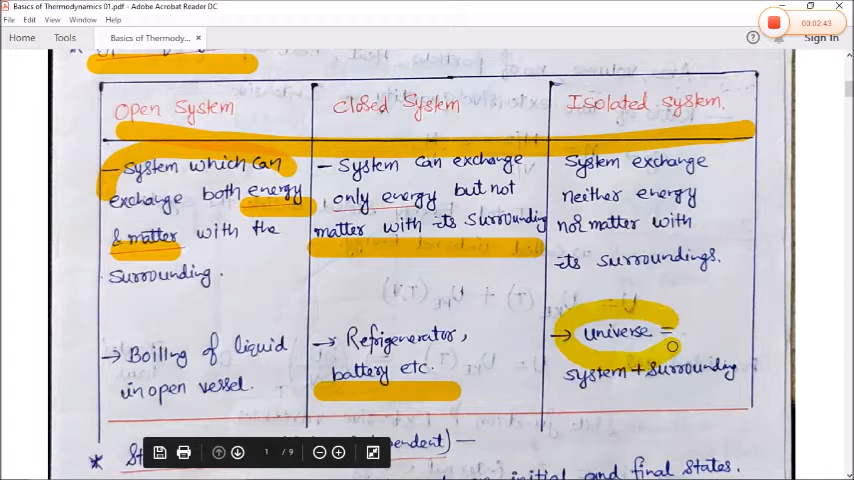 Basics of Thermodynamics 01.pdf - Adobe Acrobat Reader DC
File Edit View Window Help
Home Tools Basics of Thermody... × Sign In
00:02:43
Open System
System which can
exchange both energy
& matter with the
Surrounding.
→ Boiling of liquid
in open vessel.
Closed System
- System can exchange
only energy but not
matter with its Surrounding
→ Refrigerator,
battery etc.
Isolated system.
System exchange
neither energy
nor matter with
its surroundings.
→ universe =
system + Surrounding
1 / 9
dependent) —
initial and final states.